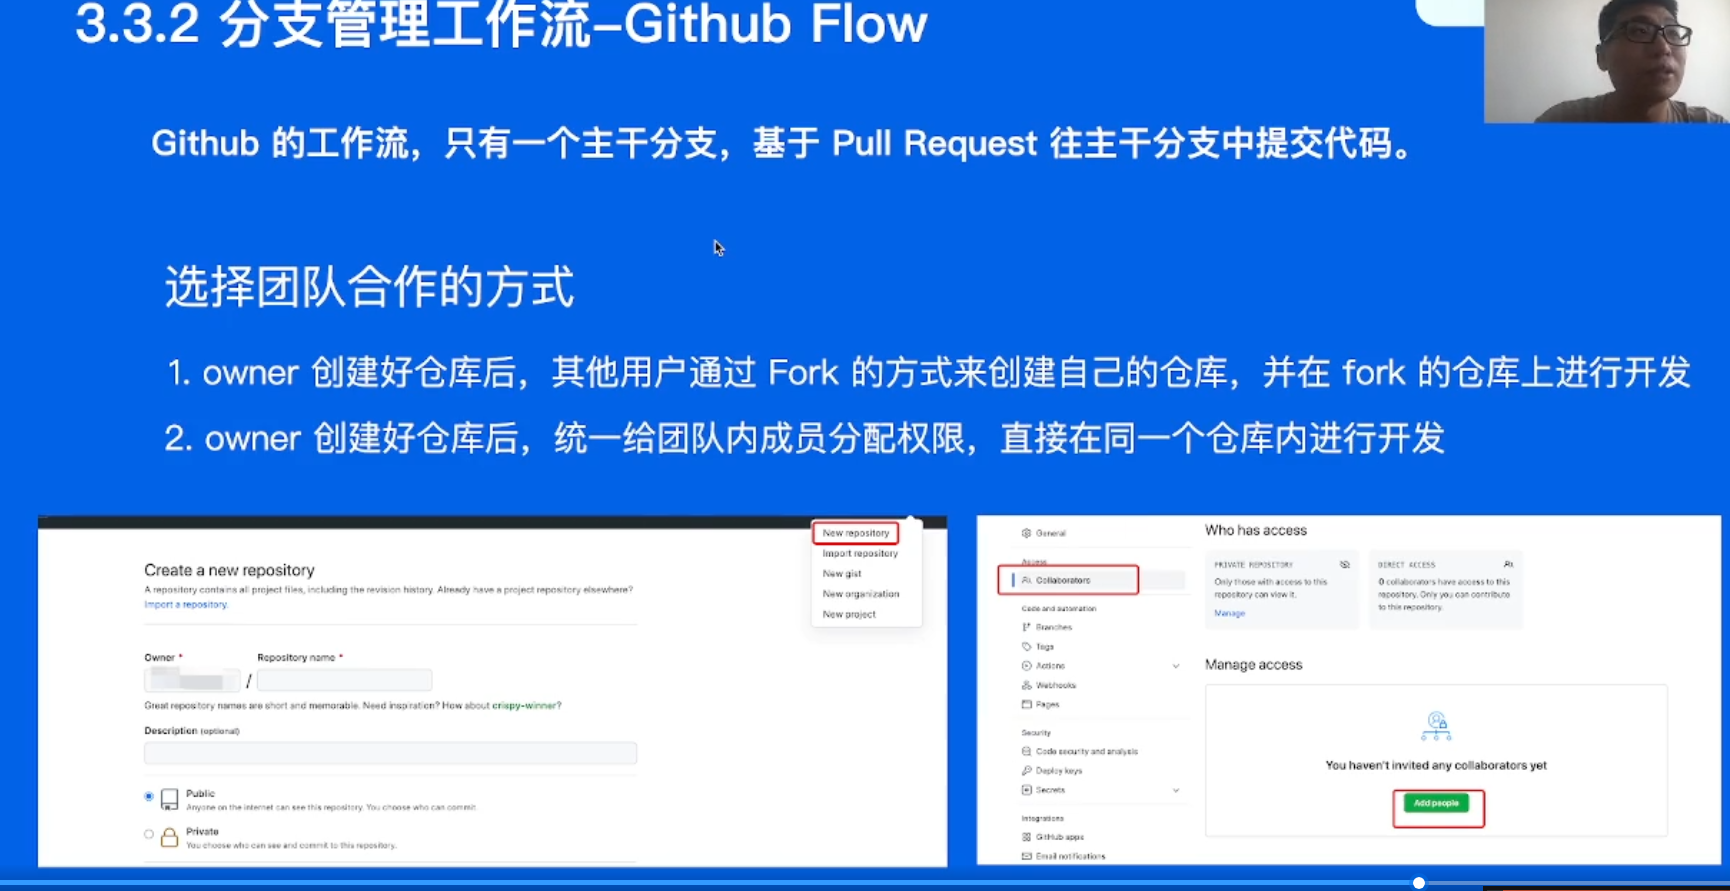 3.3.2 分支管理工作流-Github Flow
Github 的工作流，只有一个主干分支，基于 Pull Request 往主干分支中提交代码。
选择团队合作的方式
1. owner 创建好仓库后，其他用户通过 Fork 的方式来创建自己的仓库，并在 fork 的仓库上进行开发
2. owner 创建好仓库后，统一给团队内成员分配权限，直接在同一个仓库内进行开发
New repository
Import repository
New gist
New organization
New project
Create a new repository
A repository contains all project files, including the revision history. Already have a project repository elsewhere?
Import a repository.
Owner * Repository name *
/
Great repository names are short and memorable. Need inspiration? How about crispy-winner?
Description (optional)
Public
Anyone on the internet can see this repository. You choose who can commit.
Private
You choose who can see and commit to this repository.
General
Access
Collaborators
Code and automation
Branches
Tags
Actions
Webhooks
Pages
Security
Code security and analysis
Deploy keys
Secrets
Integrations
GitHub apps
Email notifications
Who has access
PRIVATE REPOSITORY
Only those with access to this
repository can view it.
Manage
DIRECT ACCESS
0 collaborators have access to this
repository. Only you can contribute
to this repository.
Manage access
You haven't invited any collaborators yet
Add people